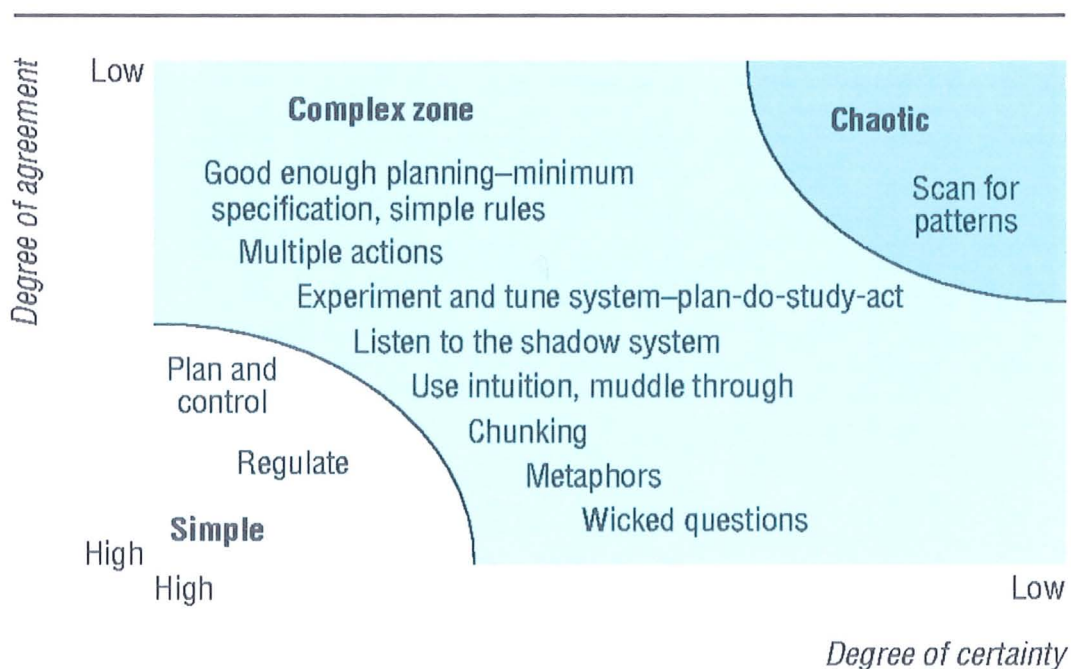 Degree of agreement
Low
Complex zone
Chaotic
Good enough planning–minimum
specification, simple rules
Scan for
patterns
Multiple actions
Experiment and tune system–plan-do-study-act
Listen to the shadow system
Plan and
control
Use intuition, muddle through
Chunking
Regulate
Metaphors
Wicked questions
Simple
High
High
Low
Degree of certainty